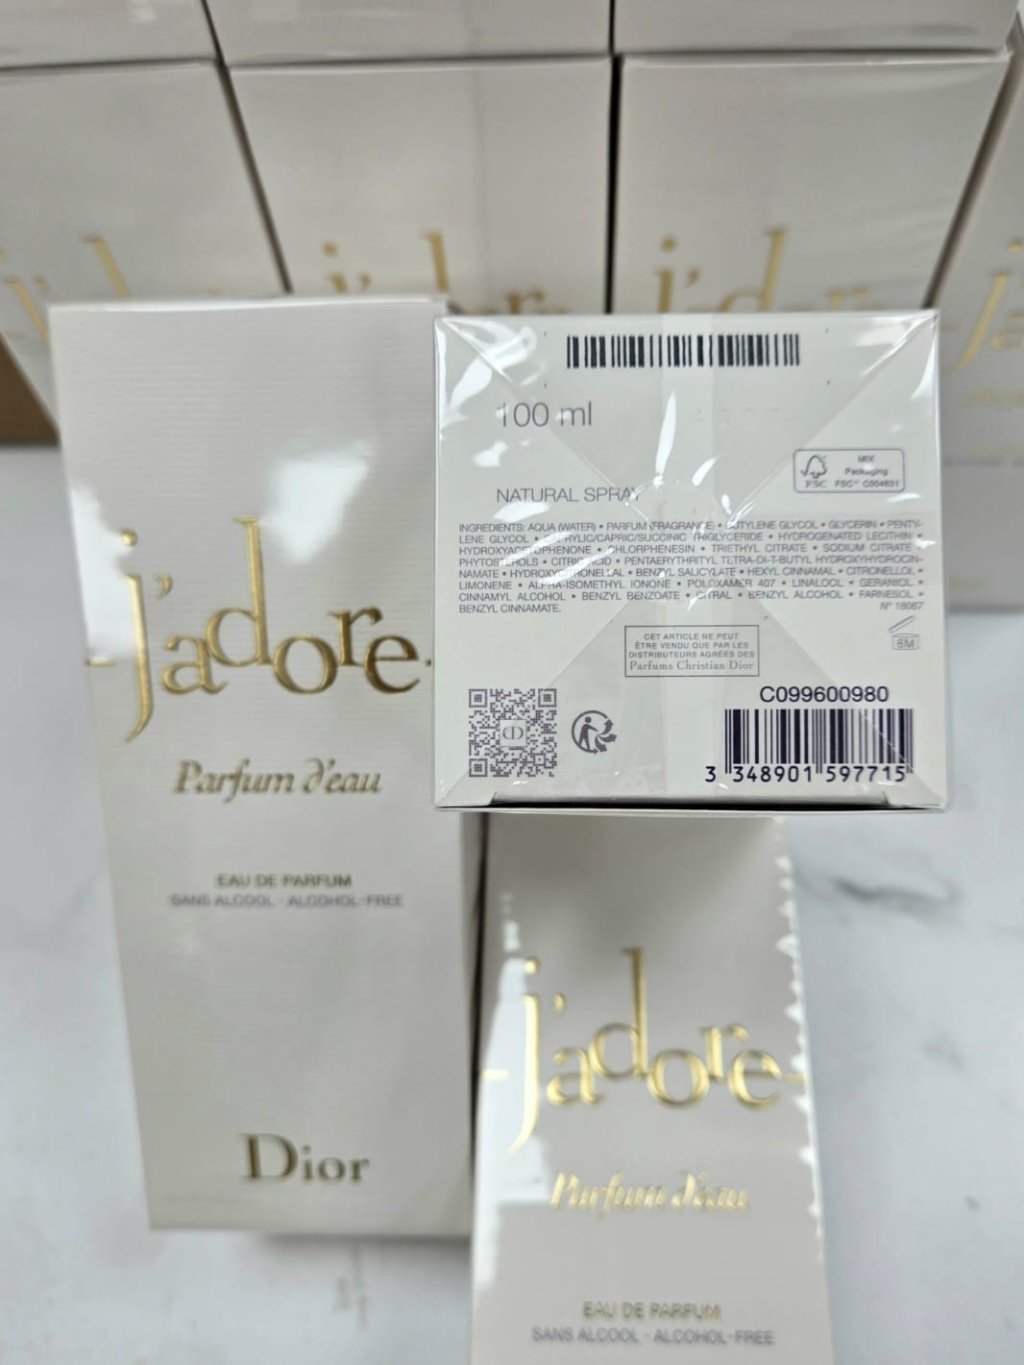 j'adore
Parfum d'eau
EAU DE PARFUM
SANS ALCOOL - ALCOHOL-FREE
Dior
100 ml
NATURAL SPRAY
FSC
MIX
Packaging
FSC™ C004631
INGREDIENTS: AQUA (WATER) • PARFUM (FRAGRANCE) • BUTYLENE GLYCOL • GLYCERIN • PENTY-
LENE GLYCOL • CAPRYLIC/CAPRIC/SUCCINIC TRIGLYCERIDE • HYDROGENATED LECITHIN •
HYDROXYACETOPHENONE • CHLORPHENESIN • TRIETHYL CITRATE • SODIUM CITRATE •
PHYTOSTEROLS • CITRIC ACID • PENTAERYTHRITYL TETRA-DI-T-BUTYL HYDROXYHYDROCIN-
NAMATE • HYDROXYCITRONELLAL • BENZYL SALICYLATE • HEXYL CINNAMAL • CITRONELLOL •
LIMONENE • ALPHA-ISOMETHYL IONONE • POLOXAMER 407 • LINALOOL • GERANIOL •
CINNAMYL ALCOHOL • BENZYL BENZOATE • CITRAL • BENZYL ALCOHOL • FARNESOL •
BENZYL CINNAMATE.
N° 18067
6M
CET ARTICLE NE PEUT
ÊTRE VENDU QUE PAR LES
DISTRIBUTEURS AGRÉES DES
Parfums Christian Dior
CD
C099600980
3 348901 597715
j'adore
Parfum d'eau
EAU DE PARFUM
SANS ALCOOL - ALCOHOL-FREE